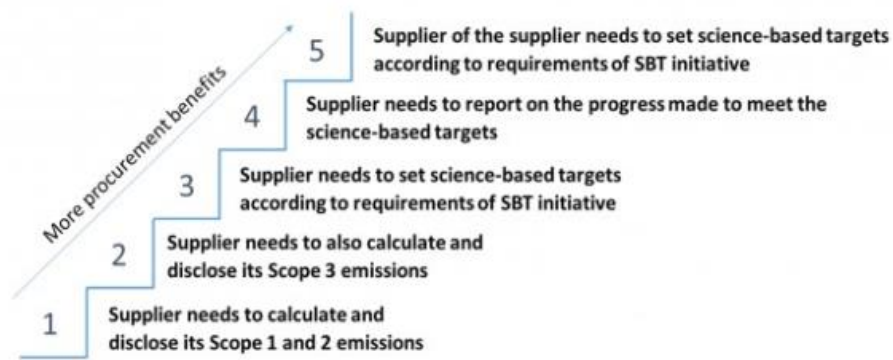 5
Supplier of the supplier needs to set science-based targets
according to requirements of SBT initiative
More procurement benefits
4
Supplier needs to report on the progress made to meet the
science-based targets
3
Supplier needs to set science-based targets
according to requirements of SBT initiative
2
Supplier needs to also calculate and
disclose its Scope 3 emissions
1
Supplier needs to calculate and
disclose its Scope 1 and 2 emissions